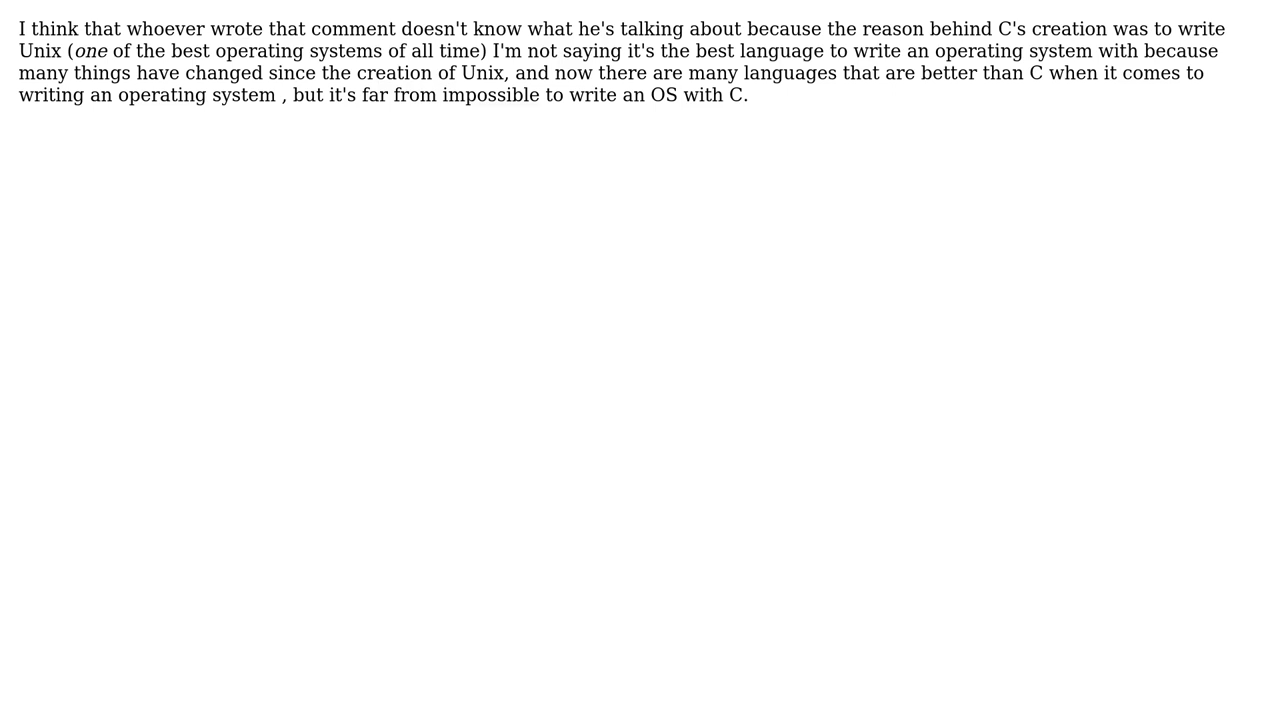 I think that whoever wrote that comment doesn't know what he's talking about because the reason behind C's creation was to write
Unix (one of the best operating systems of all time) I'm not saying it's the best language to write an operating system with because
many things have changed since the creation of Unix, and now there are many languages that are better than C when it comes to
writing an operating system , but it's far from impossible to write an OS with C.